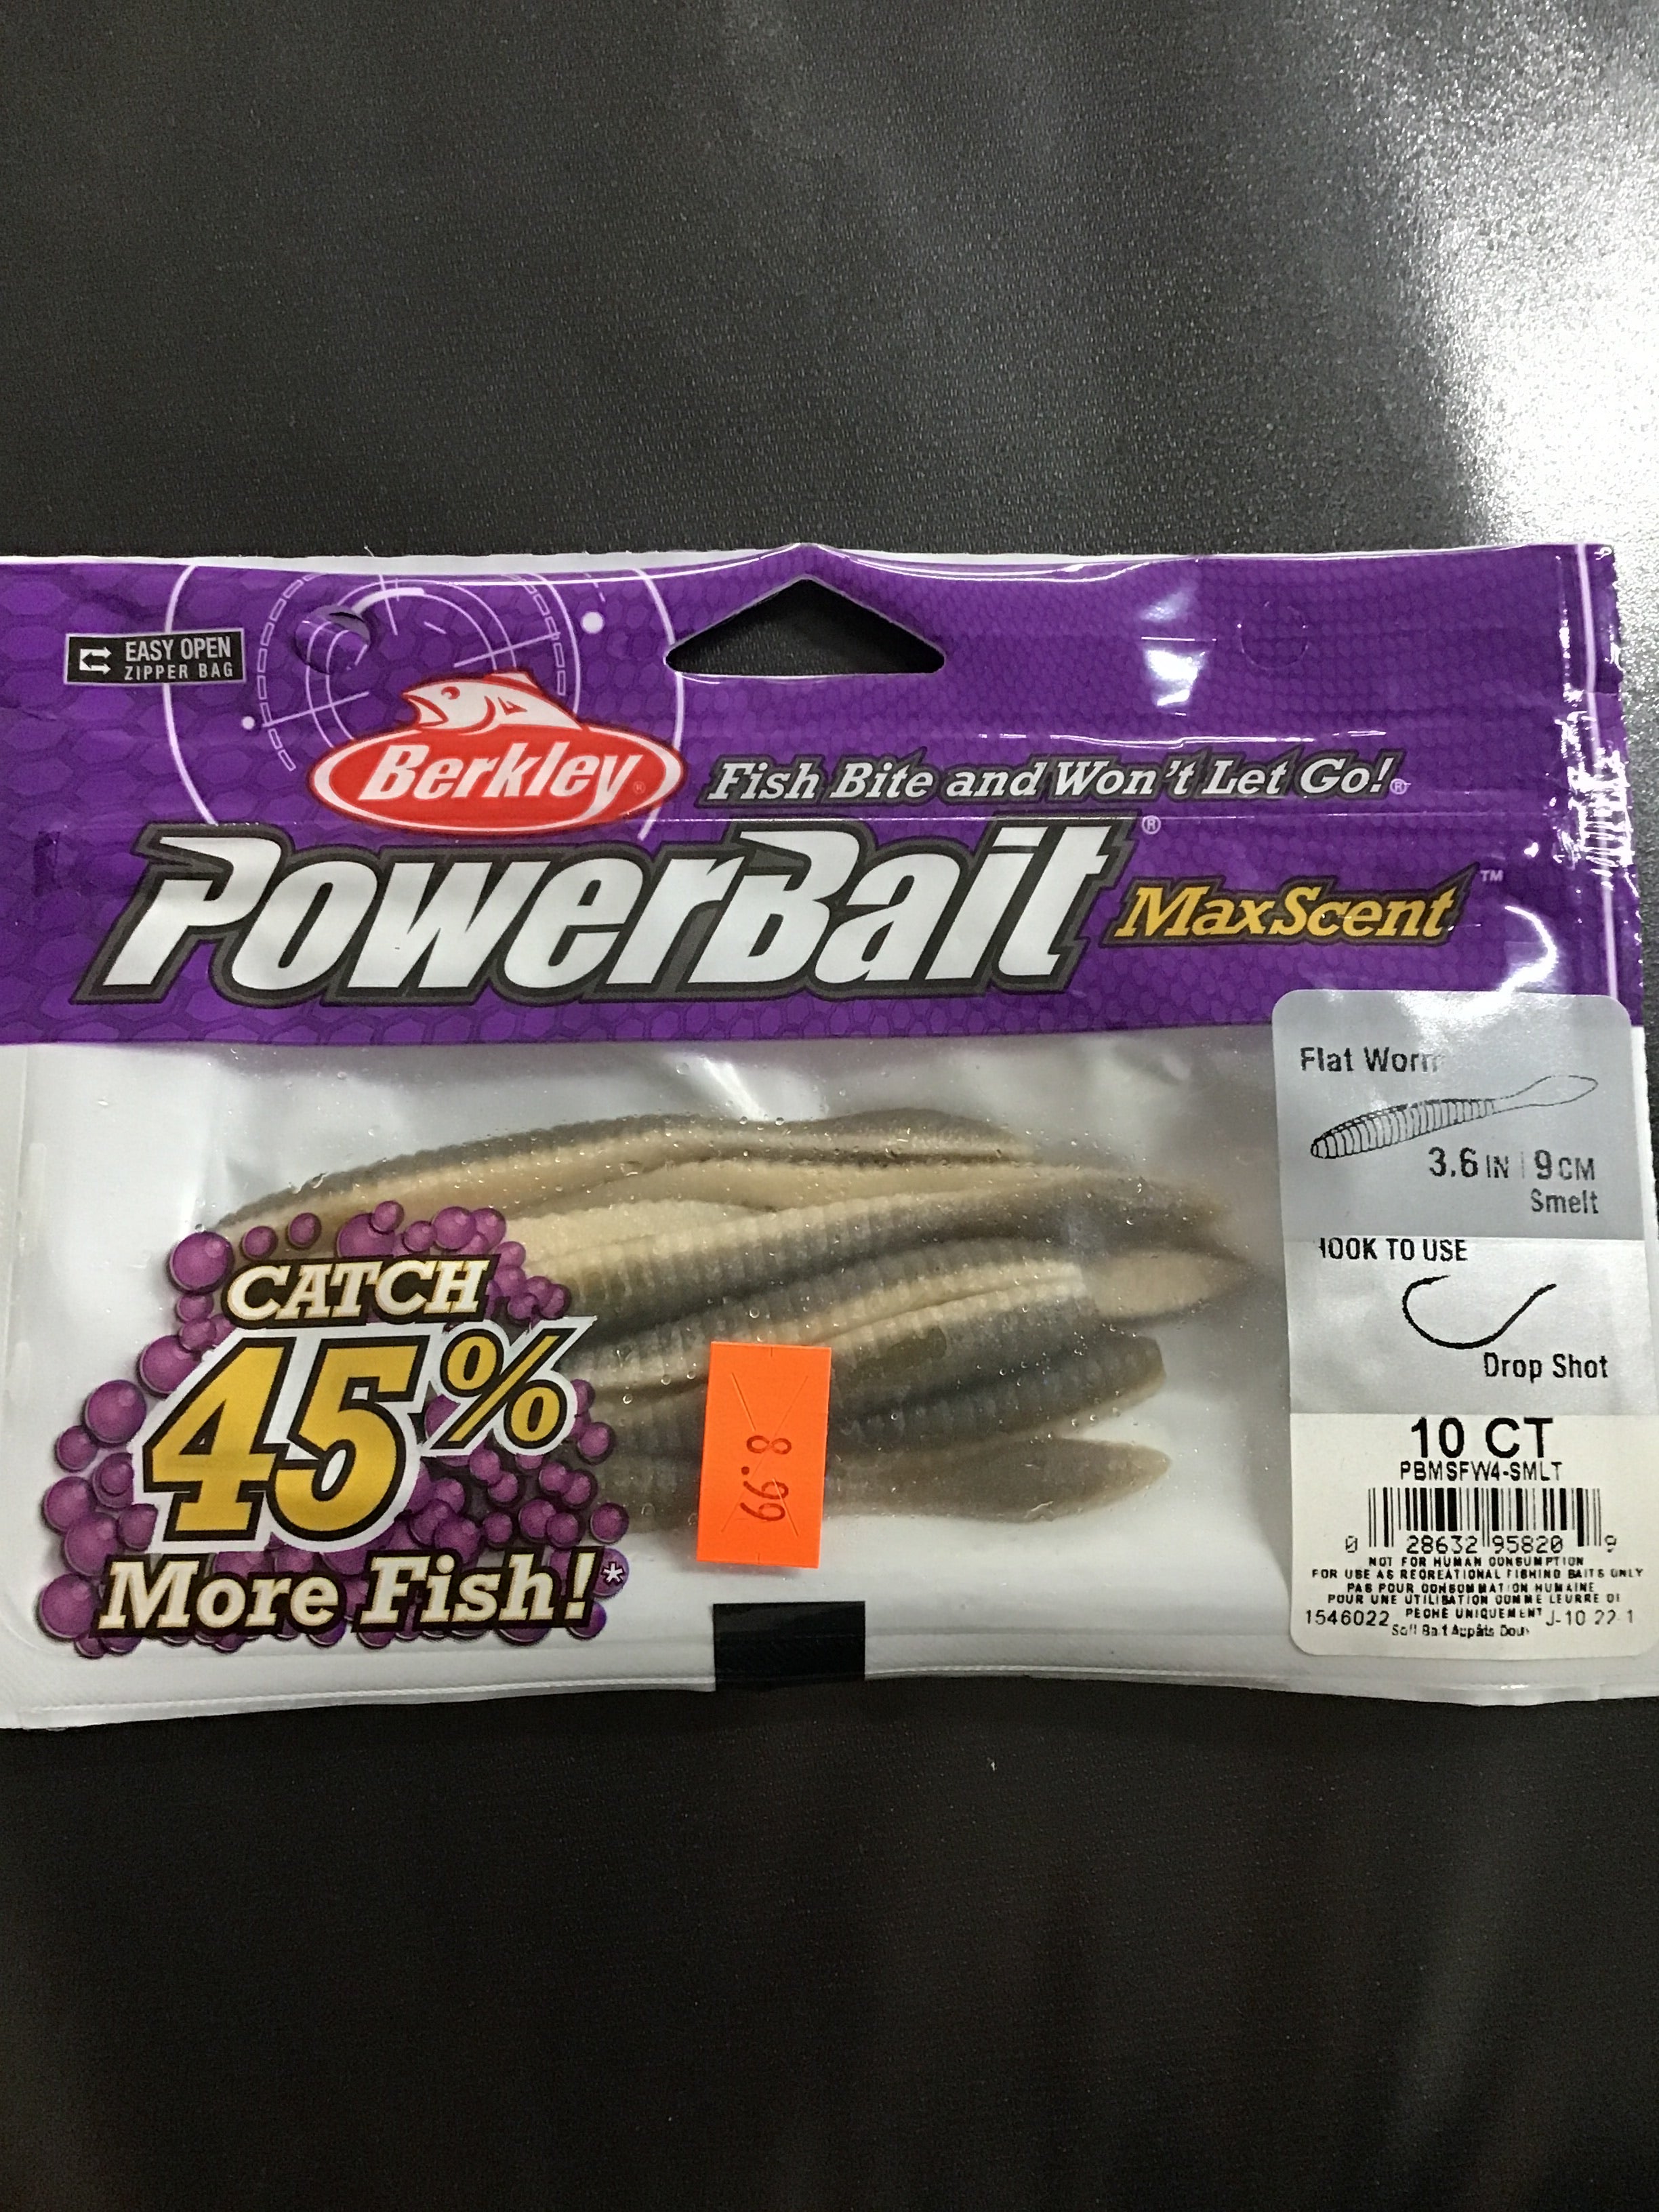 EASY OPEN
ZIPPER BAG
Berkley®
Fish Bite and Won't Let Go!®
PowerBait® MaxScent™
Flat Worm
3.6 IN | 9 CM
Smelt
HOOK TO USE
Drop Shot
CATCH
45%
More Fish!*
8.99
10 CT
PBMSFW4-SMLT
0 28632 95820 9
NOT FOR HUMAN CONSUMPTION
FOR USE AS RECREATIONAL FISHING BAITS ONLY
PAS POUR CONSOMMATION HUMAINE
POUR UNE UTILISATION COMME LEURRE DE
1546022 PECHE UNIQUEMENT J-10 22 1
Soft Bait Appâts Doux